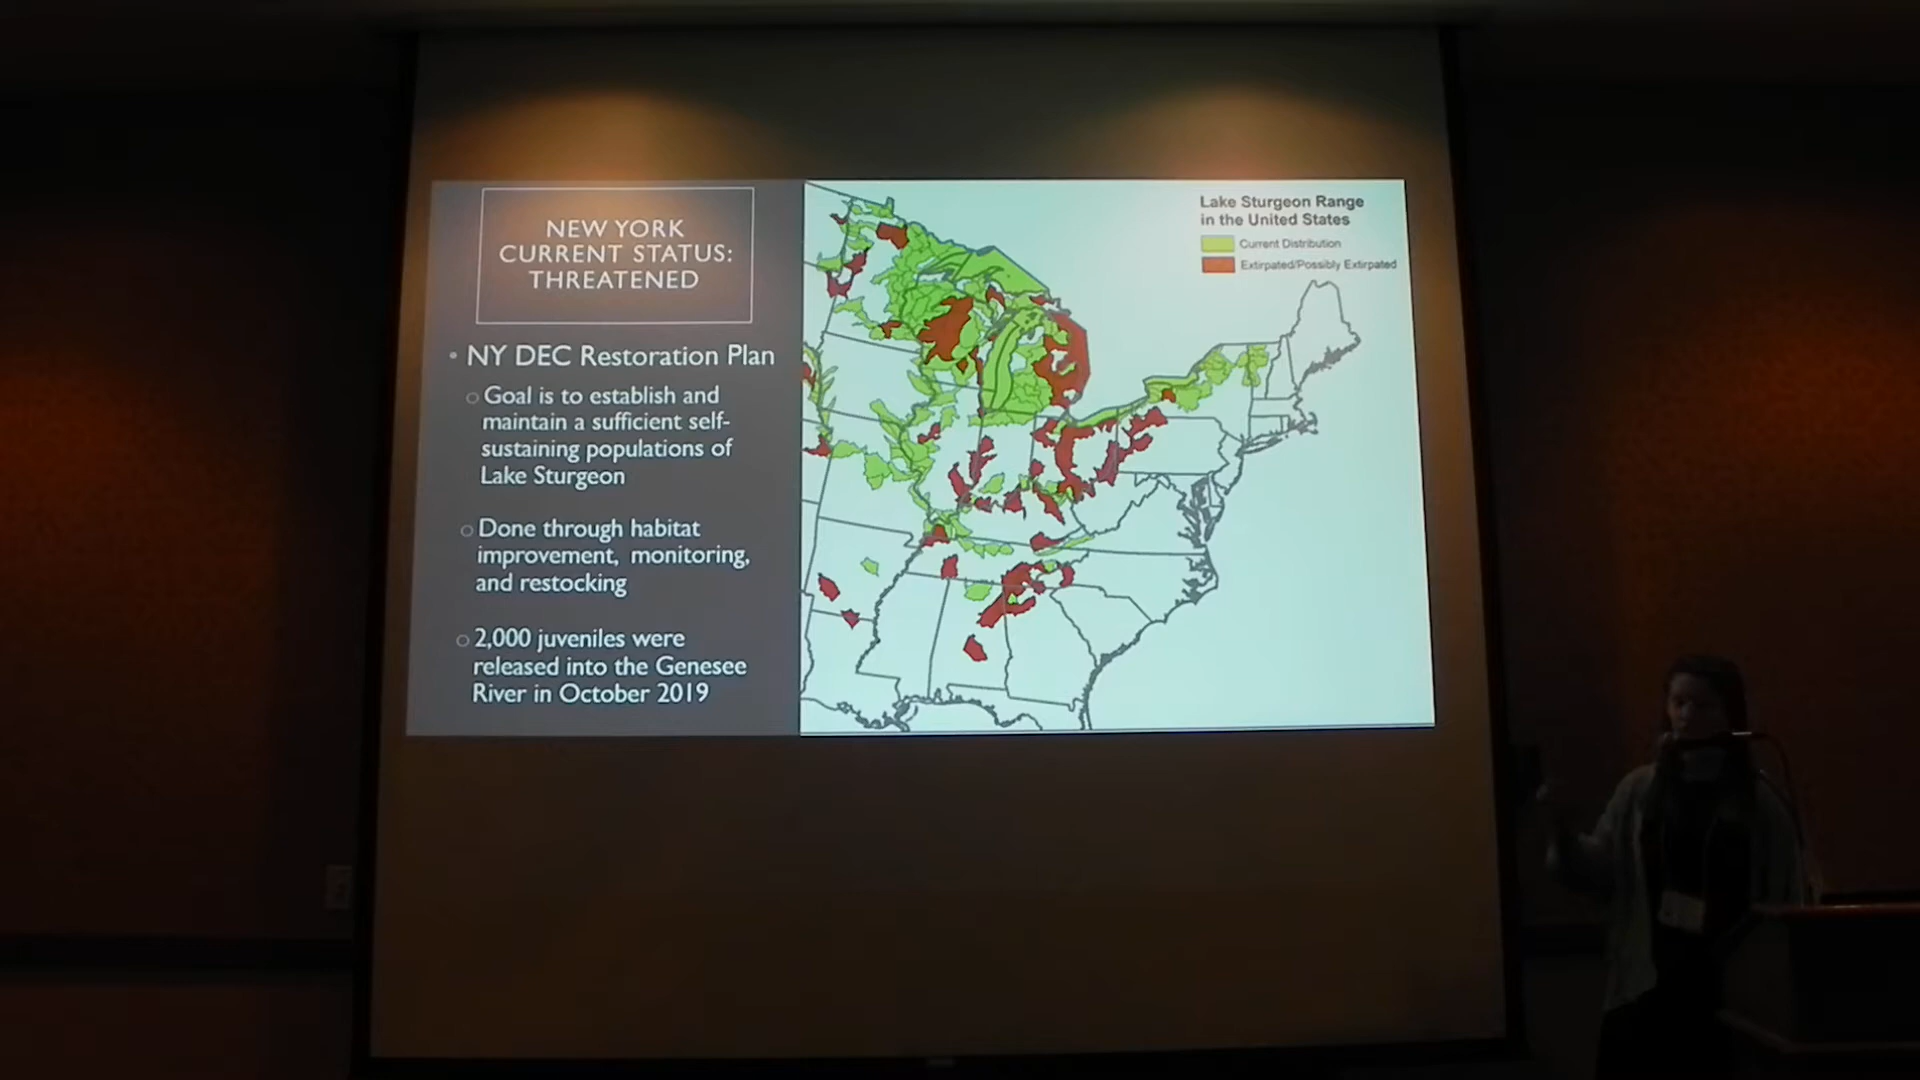 NEW YORK
CURRENT STATUS:
THREATENED
• NY DEC Restoration Plan
o Goal is to establish and
maintain a sufficient self-
sustaining populations of
Lake Sturgeon
o Done through habitat
improvement, monitoring,
and restocking
o 2,000 juveniles were
released into the Genesee
River in October 2019
Lake Sturgeon Range
in the United States
Current Distribution
Extirpated/Possibly Extirpated